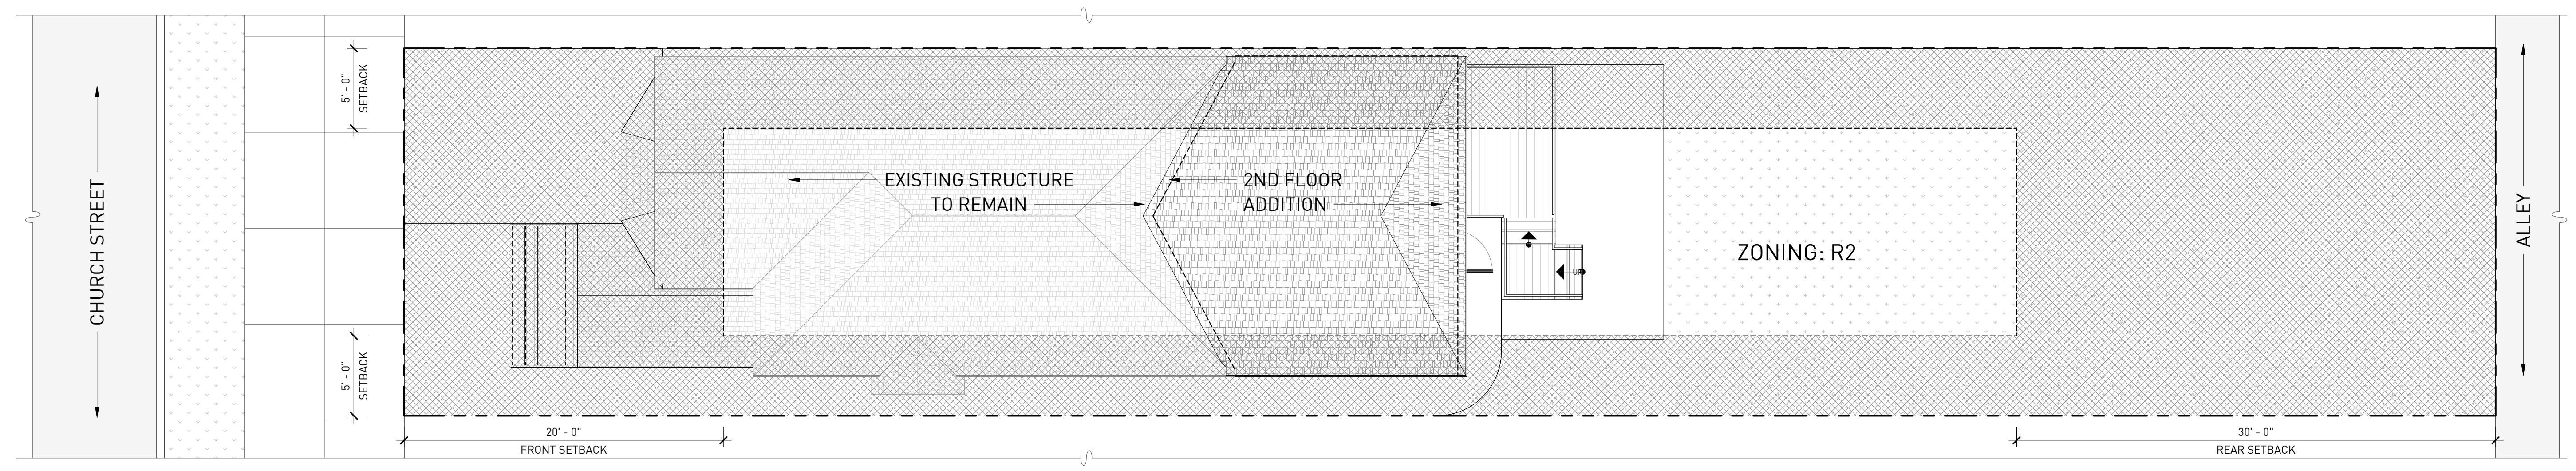 CHURCH STREET
5' - 0"
SETBACK
5' - 0"
SETBACK
EXISTING STRUCTURE
TO REMAIN
2ND FLOOR
ADDITION
UP
ZONING: R2
ALLEY
20' - 0"
FRONT SETBACK
30' - 0"
REAR SETBACK